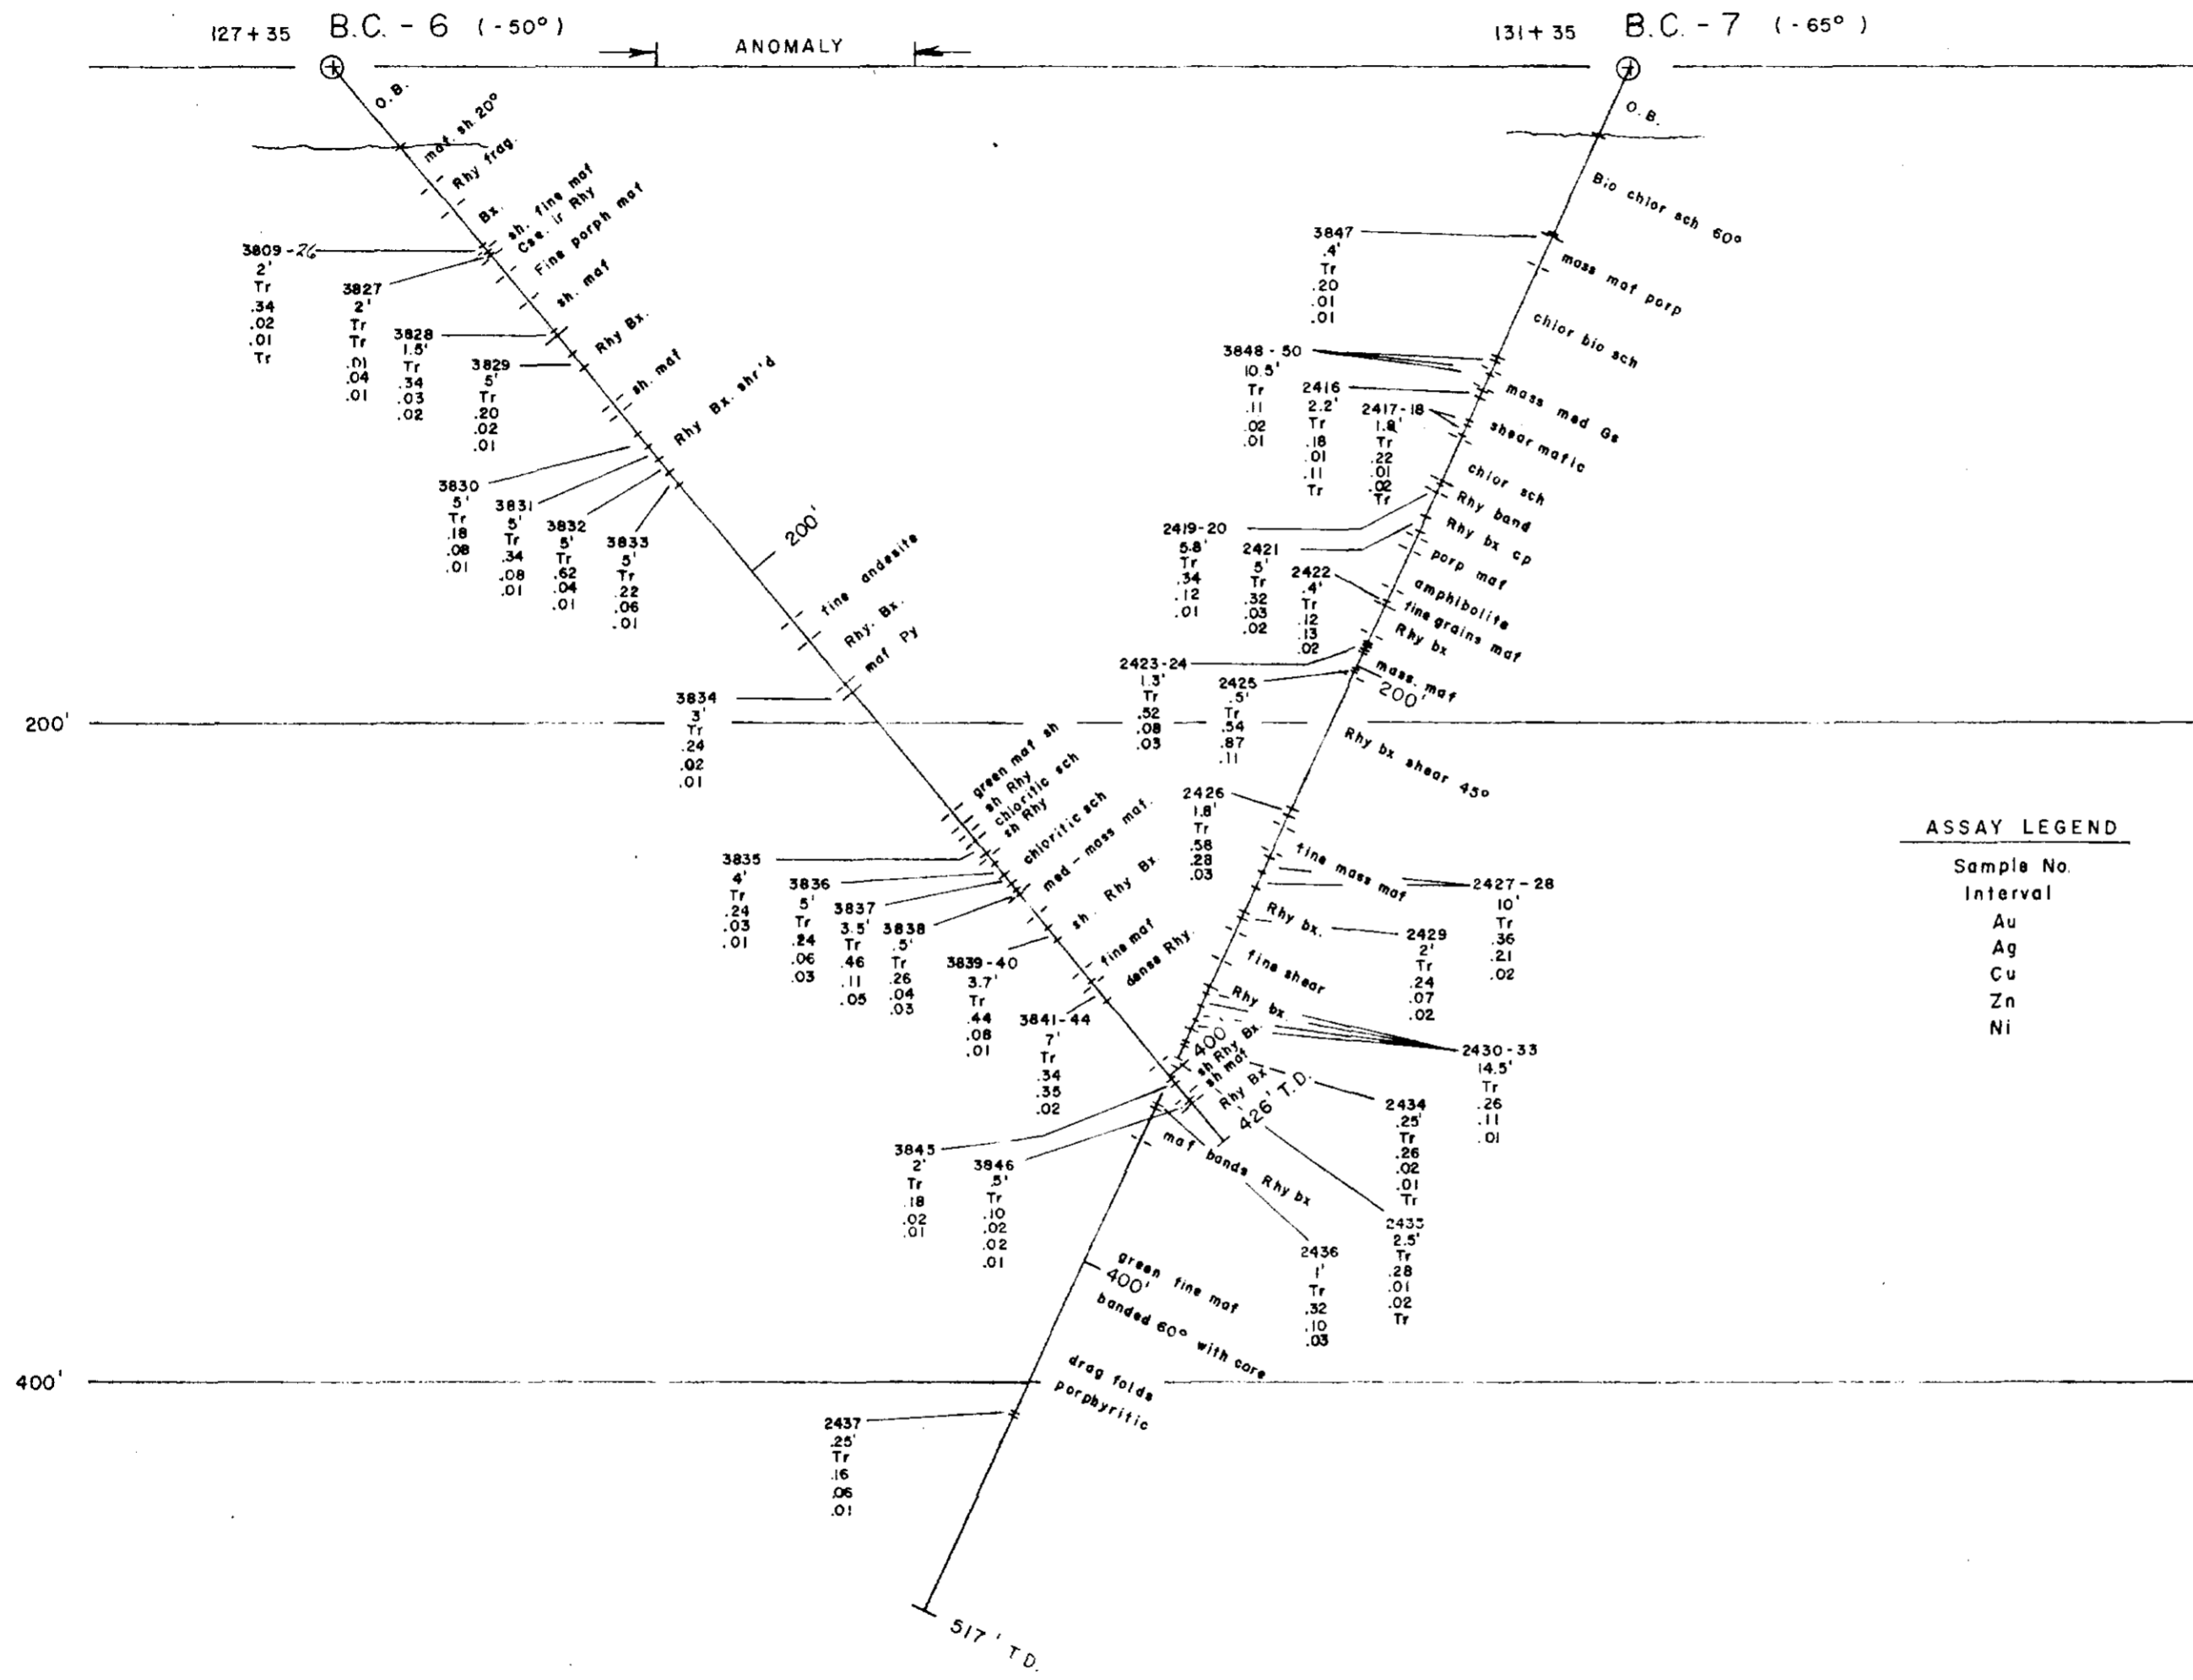 127 + 35 B.C. - 6 (-50°)
ANOMALY
131 + 35 B.C. - 7 (-65°)
O.B.
maf. sh. 20°
Rhy frag.
Bx.
sh. fine maf
Cse. ir Rhy
Fine porph maf
sh. maf
Rhy Bx.
sh. maf
Rhy Bx. shr'd
200'
fine andesite
Rhy. Bx.
maf Py
green maf sh
sh Rhy
chloritic sch
sh Rhy
chloritic sch
med - mass maf.
sh. Rhy Bx.
fine maf
dense Rhy.
400'
sh Rhy Bx.
sh maf
Rhy Bx
426' T.D.
3809-26
2'
Tr
.34
.02
.01
Tr
3827
2'
Tr
Tr
.01
.04
.01
3828
1.5'
Tr
.34
.03
.02
3829
5'
Tr
.20
.02
.01
3830
5'
Tr
.18
.08
.01
3831
5'
Tr
.34
.08
.01
3832
5'
Tr
.62
.04
.01
3833
5'
Tr
.22
.06
.01
3834
3'
Tr
.24
.02
.01
3835
4'
Tr
.24
.03
.01
3836
5'
Tr
.24
.06
.03
3837
3.5'
Tr
.46
.11
.05
3838
.5'
Tr
.26
.04
.03
3839-40
3.7'
Tr
.44
.08
.01
3841-44
7'
Tr
.34
.35
.02
3845
2'
Tr
.18
.02
.01
3846
.5'
Tr
.10
.02
.02
.01
O.B.
Bio chlor sch 60°
mass maf porp
chlor bio sch
mass med Gs
shear mafic
chlor sch
Rhy band
Rhy bx cp
porp maf
amphibolite
fine grains maf
Rhy bx
mass. maf
200'
Rhy bx shear 45°
fine mass maf
Rhy bx.
fine shear
Rhy bx.
maf bands Rhy bx
green fine maf
400'
banded 60° with core
drag folds
porphyritic
517' T D.
3847
.4'
Tr
.20
.01
.01
3848-50
10.5'
Tr
.11
.02
.01
2416
2.2'
Tr
.18
.01
.11
Tr
2417-18
1.8'
Tr
.22
.01
.02
Tr
2419-20
5.8'
Tr
.34
.12
.01
2421
5'
Tr
.32
.03
.02
2422
.4'
Tr
.12
.13
.02
2423-24
1.3'
Tr
.52
.08
.03
2425
.5'
Tr
.54
.87
.11
2426
1.8'
Tr
.58
.28
.03
2427-28
10'
Tr
.36
.21
.02
2429
2'
Tr
.24
.07
.02
2430-33
14.5'
Tr
.26
.11
.01
2434
.25'
Tr
.26
.02
.01
Tr
2435
2.5'
Tr
.28
.01
.02
Tr
2436
1'
Tr
.32
.10
.03
2437
.25'
Tr
.16
.06
.01
200'
400'
ASSAY LEGEND
Sample No.
Interval
Au
Ag
Cu
Zn
Ni